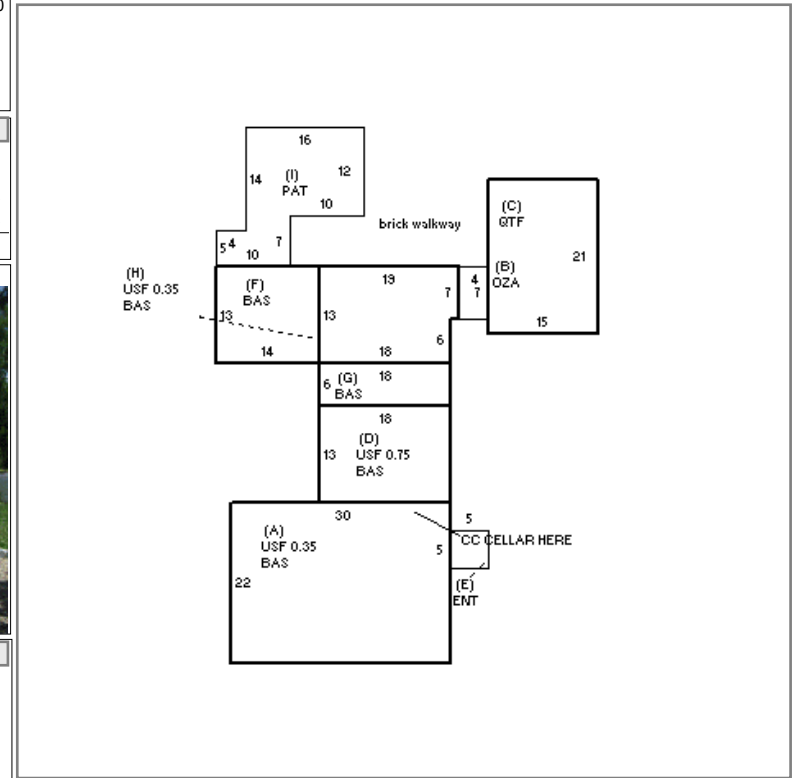 0
16
14
(I)
PAT
12
10
5
4
10
7
brick walkway
(C)
QTF
21
15
(B)
OZA
4
7
(H)
USF 0.35
BAS
(F)
BAS
13
14
19
7
13
6
18
6
(G)
BAS
18
18
(D)
USF 0.75
BAS
13
30
(A)
USF 0.35
BAS
22
5
5
CC CELLAR HERE
(E)
ENT